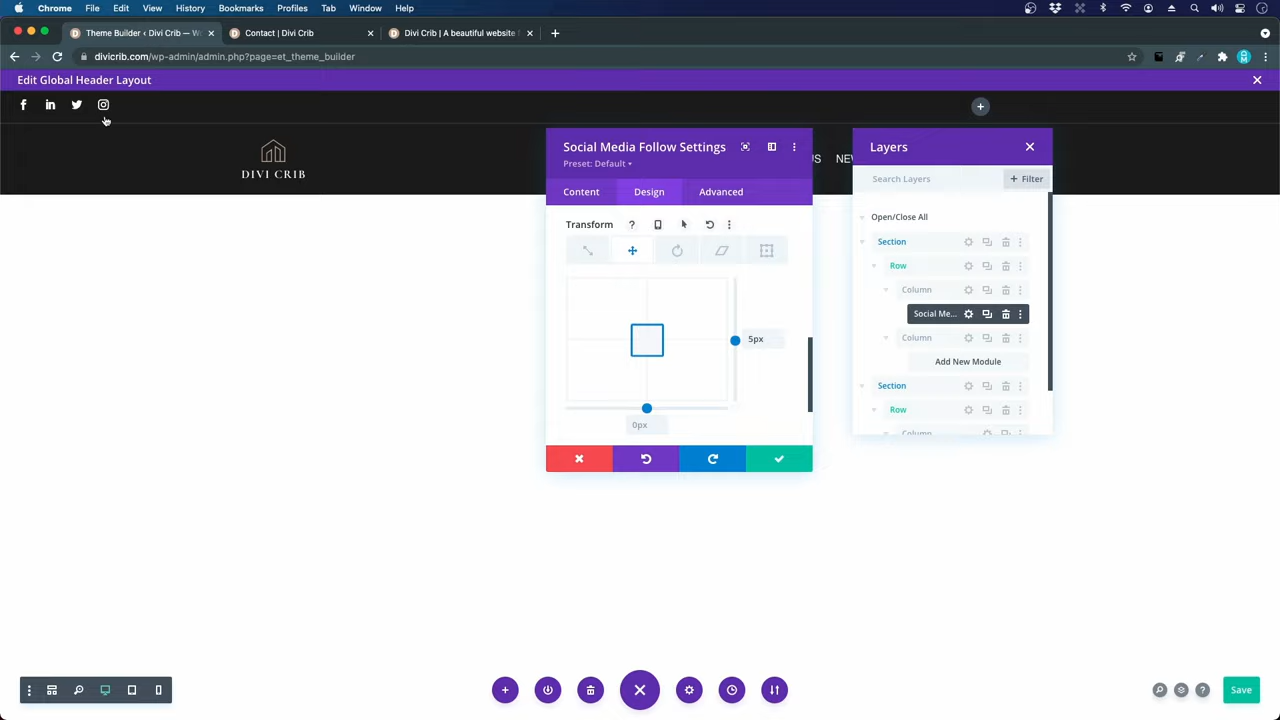 Chrome File Edit View History Bookmarks Profiles Tab Window Help
Theme Builder ‹ Divi Crib — W
Contact | Divi Crib
Divi Crib | A beautiful website
divicrib.com/wp-admin/admin.php?page=et_theme_builder
Edit Global Header Layout
DIVI CRIB
US NEW
Social Media Follow Settings
Preset: Default
Content Design Advanced
Transform
5px
0px
Layers
Search Layers
+ Filter
Open/Close All
Section
Row
Column
Social Me...
Column
Add New Module
Section
Row
Column
Save